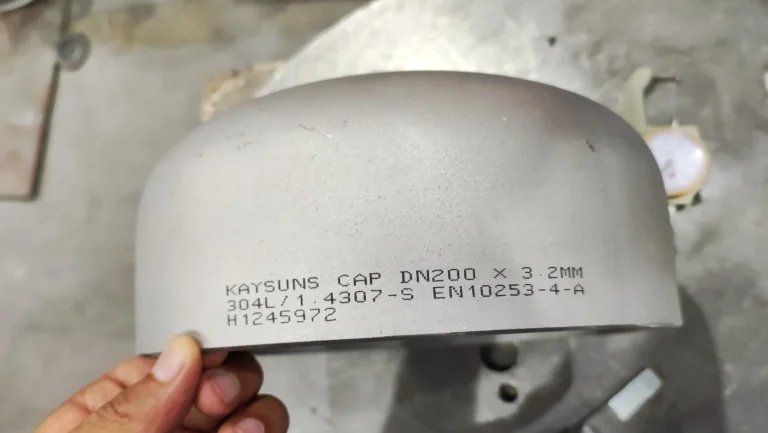 KAYSUNS CAP DN200 X 3.2MM
304L/1.4307-S EN10253-4-A
H1245972